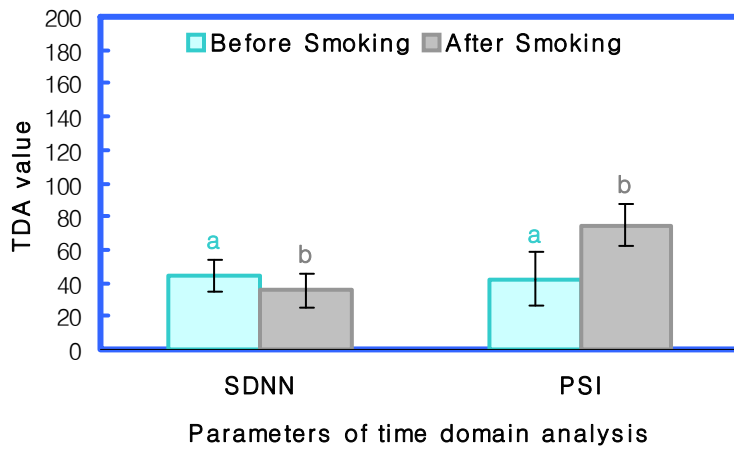 200
180
160
140
120
100
80
60
40
20
0
TDA value
Before Smoking After Smoking
a
b
a
b
SDNN PSI
Parameters of time domain analysis